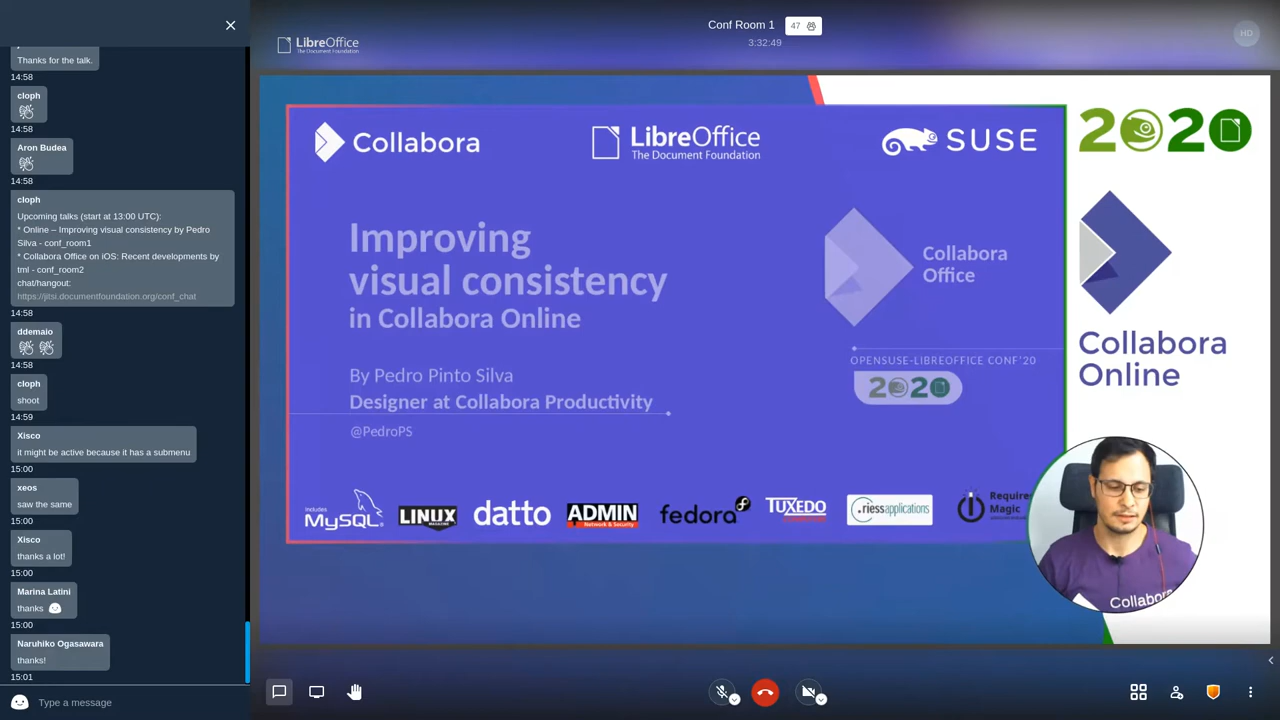 Thanks for the talk.
14:58
cloph
14:58
Aron Budea
14:58
cloph
Upcoming talks (start at 13:00 UTC):
* Online – Improving visual consistency by Pedro
Silva - conf_room1
* Collabora Office on iOS: Recent developments by
tml - conf_room2
chat/hangout:
https://jitsi.documentfoundation.org/conf_chat
14:58
ddemaio
14:58
cloph
shoot
14:59
Xisco
it might be active because it has a submenu
15:00
xeos
saw the same
15:00
Xisco
thanks a lot!
15:00
Marina Latini
thanks
15:00
Naruhiko Ogasawara
thanks!
15:01
Type a message
LibreOffice
The Document Foundation
Conf Room 1
47
3:32:49
HD
Collabora
LibreOffice
The Document Foundation
SUSE
Improving
visual consistency
in Collabora Online
By Pedro Pinto Silva
Designer at Collabora Productivity
@PedroPS
Collabora
Office
OPENSUSE-LIBREOFFICE CONF'20
2020
Includes
MySQL
LINUX
MAGAZINE
datto
ADMIN
Network & Security
fedora
TUXEDO
COMPUTERS
.riessapplications
Require
Magic
2020
Collabora
Online
Collabora